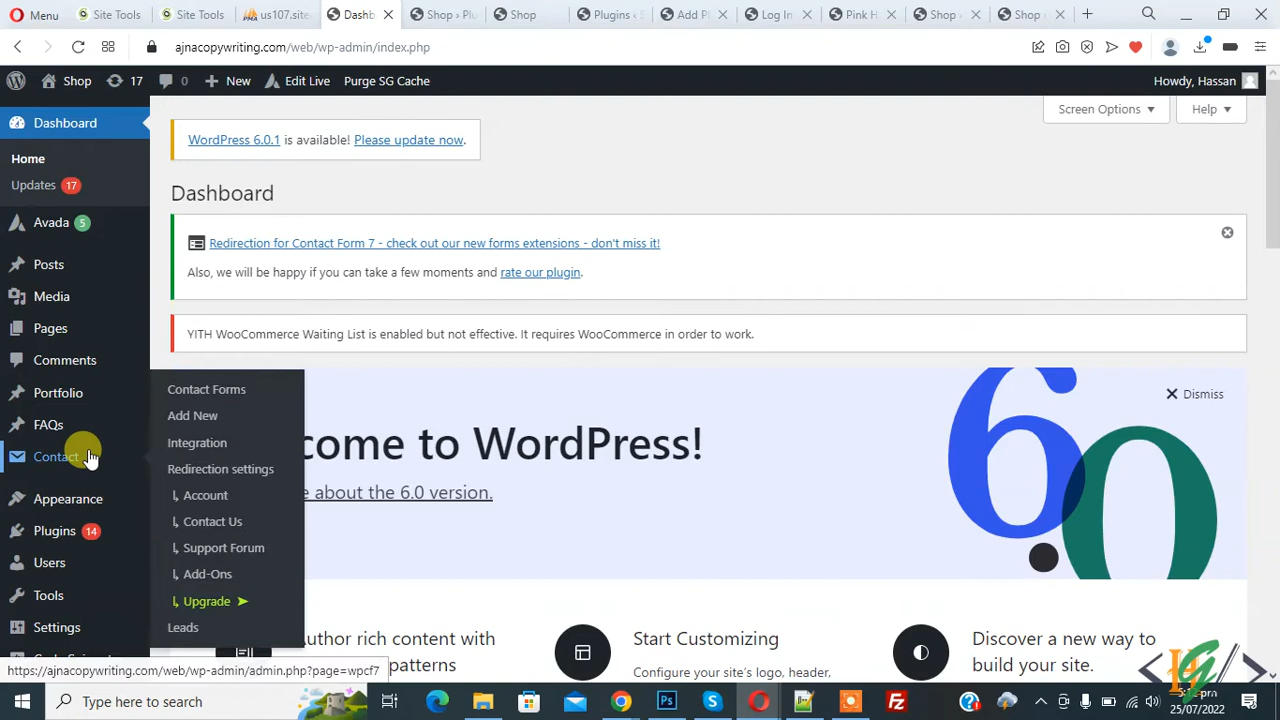 Menu
Site Tools
Site Tools
us107.site
Dashb
Shop › Plu
Shop
Plugins ‹ S
Add Pl
Log In
Pink H
Shop ‹
Shop ‹
ajnacopywriting.com/web/wp-admin/index.php
Shop
17
0
New
Edit Live
Purge SG Cache
Howdy, Hassan
Dashboard
Screen Options
Help
WordPress 6.0.1 is available! Please update now.
Home
Updates 17
Dashboard
Avada 5
Redirection for Contact Form 7 - check out our new forms extensions - don't miss it!
Also, we will be happy if you can take a few moments and rate our plugin.
Posts
Media
Pages
YITH WooCommerce Waiting List is enabled but not effective. It requires WooCommerce in order to work.
Comments
Portfolio
FAQs
Contact
Appearance
Plugins 14
Users
Tools
Settings
Contact Forms
Add New
Integration
Redirection settings
↳ Account
↳ Contact Us
↳ Support Forum
↳ Add-Ons
↳ Upgrade ➤
Leads
Dismiss
come to WordPress!
about the 6.0 version.
6.0
uthor rich content with
patterns
Start Customizing
Configure your site's logo, header,
Discover a new way to
build your site.
https://ajnacopywriting.com/web/wp-admin/admin.php?page=wpcf7
Type here to search
25/07/2022